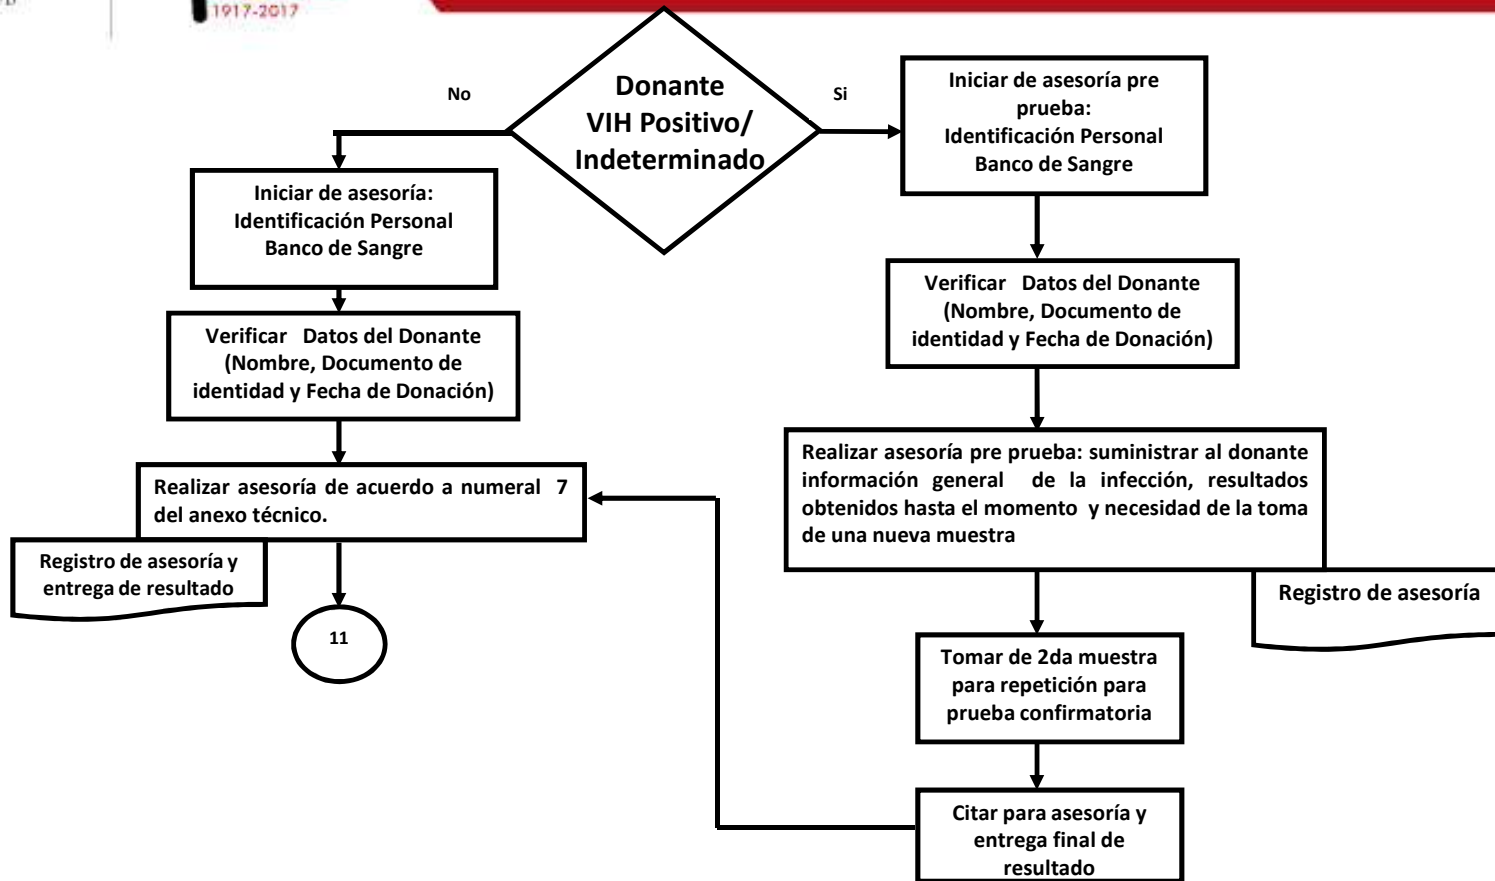 1917-2017
Donante
VIH Positivo/
Indeterminado
No
Si
Iniciar de asesoría:
Identificación Personal
Banco de Sangre
Verificar Datos del Donante
(Nombre, Documento de
identidad y Fecha de Donación)
Realizar asesoría de acuerdo a numeral 7
del anexo técnico.
Registro de asesoría y
entrega de resultado
11
Iniciar de asesoría pre
prueba:
Identificación Personal
Banco de Sangre
Verificar Datos del Donante
(Nombre, Documento de
identidad y Fecha de Donación)
Realizar asesoría pre prueba: suministrar al donante
información general de la infección, resultados
obtenidos hasta el momento y necesidad de la toma
de una nueva muestra
Registro de asesoría
Tomar de 2da muestra
para repetición para
prueba confirmatoria
Citar para asesoría y
entrega final de
resultado